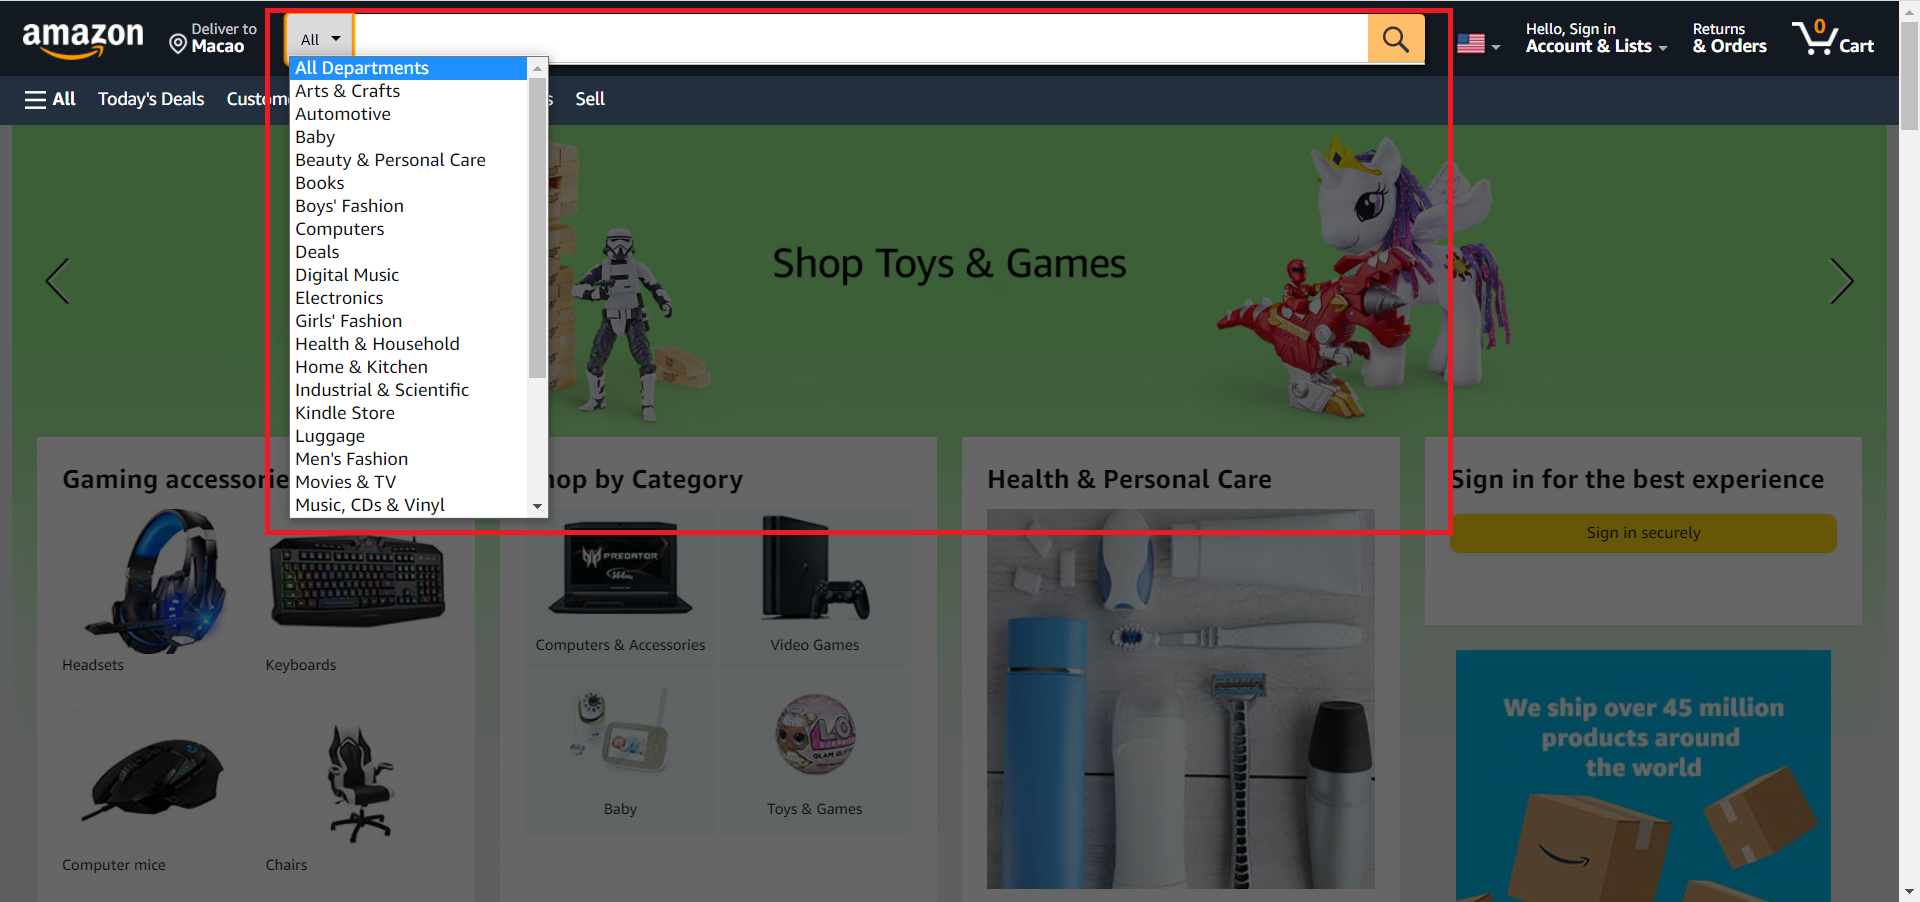 amazon
Deliver to
Macao
All
Hello, Sign in
Account & Lists
Returns
& Orders
0
Cart
All
Today's Deals
Custom
s
Sell
All Departments
Arts & Crafts
Automotive
Baby
Beauty & Personal Care
Books
Boys' Fashion
Computers
Deals
Digital Music
Electronics
Girls' Fashion
Health & Household
Home & Kitchen
Industrial & Scientific
Kindle Store
Luggage
Men's Fashion
Movies & TV
Music, CDs & Vinyl
Shop Toys & Games
Gaming accessorie
Headsets
Keyboards
Computer mice
Chairs
hop by Category
PREDATOR
Computers & Accessories
Video Games
Baby
Toys & Games
L.O.L.
SURPRISE
GLAM GLITTER
Health & Personal Care
Sign in for the best experience
Sign in securely
We ship over 45 million
products around
the world